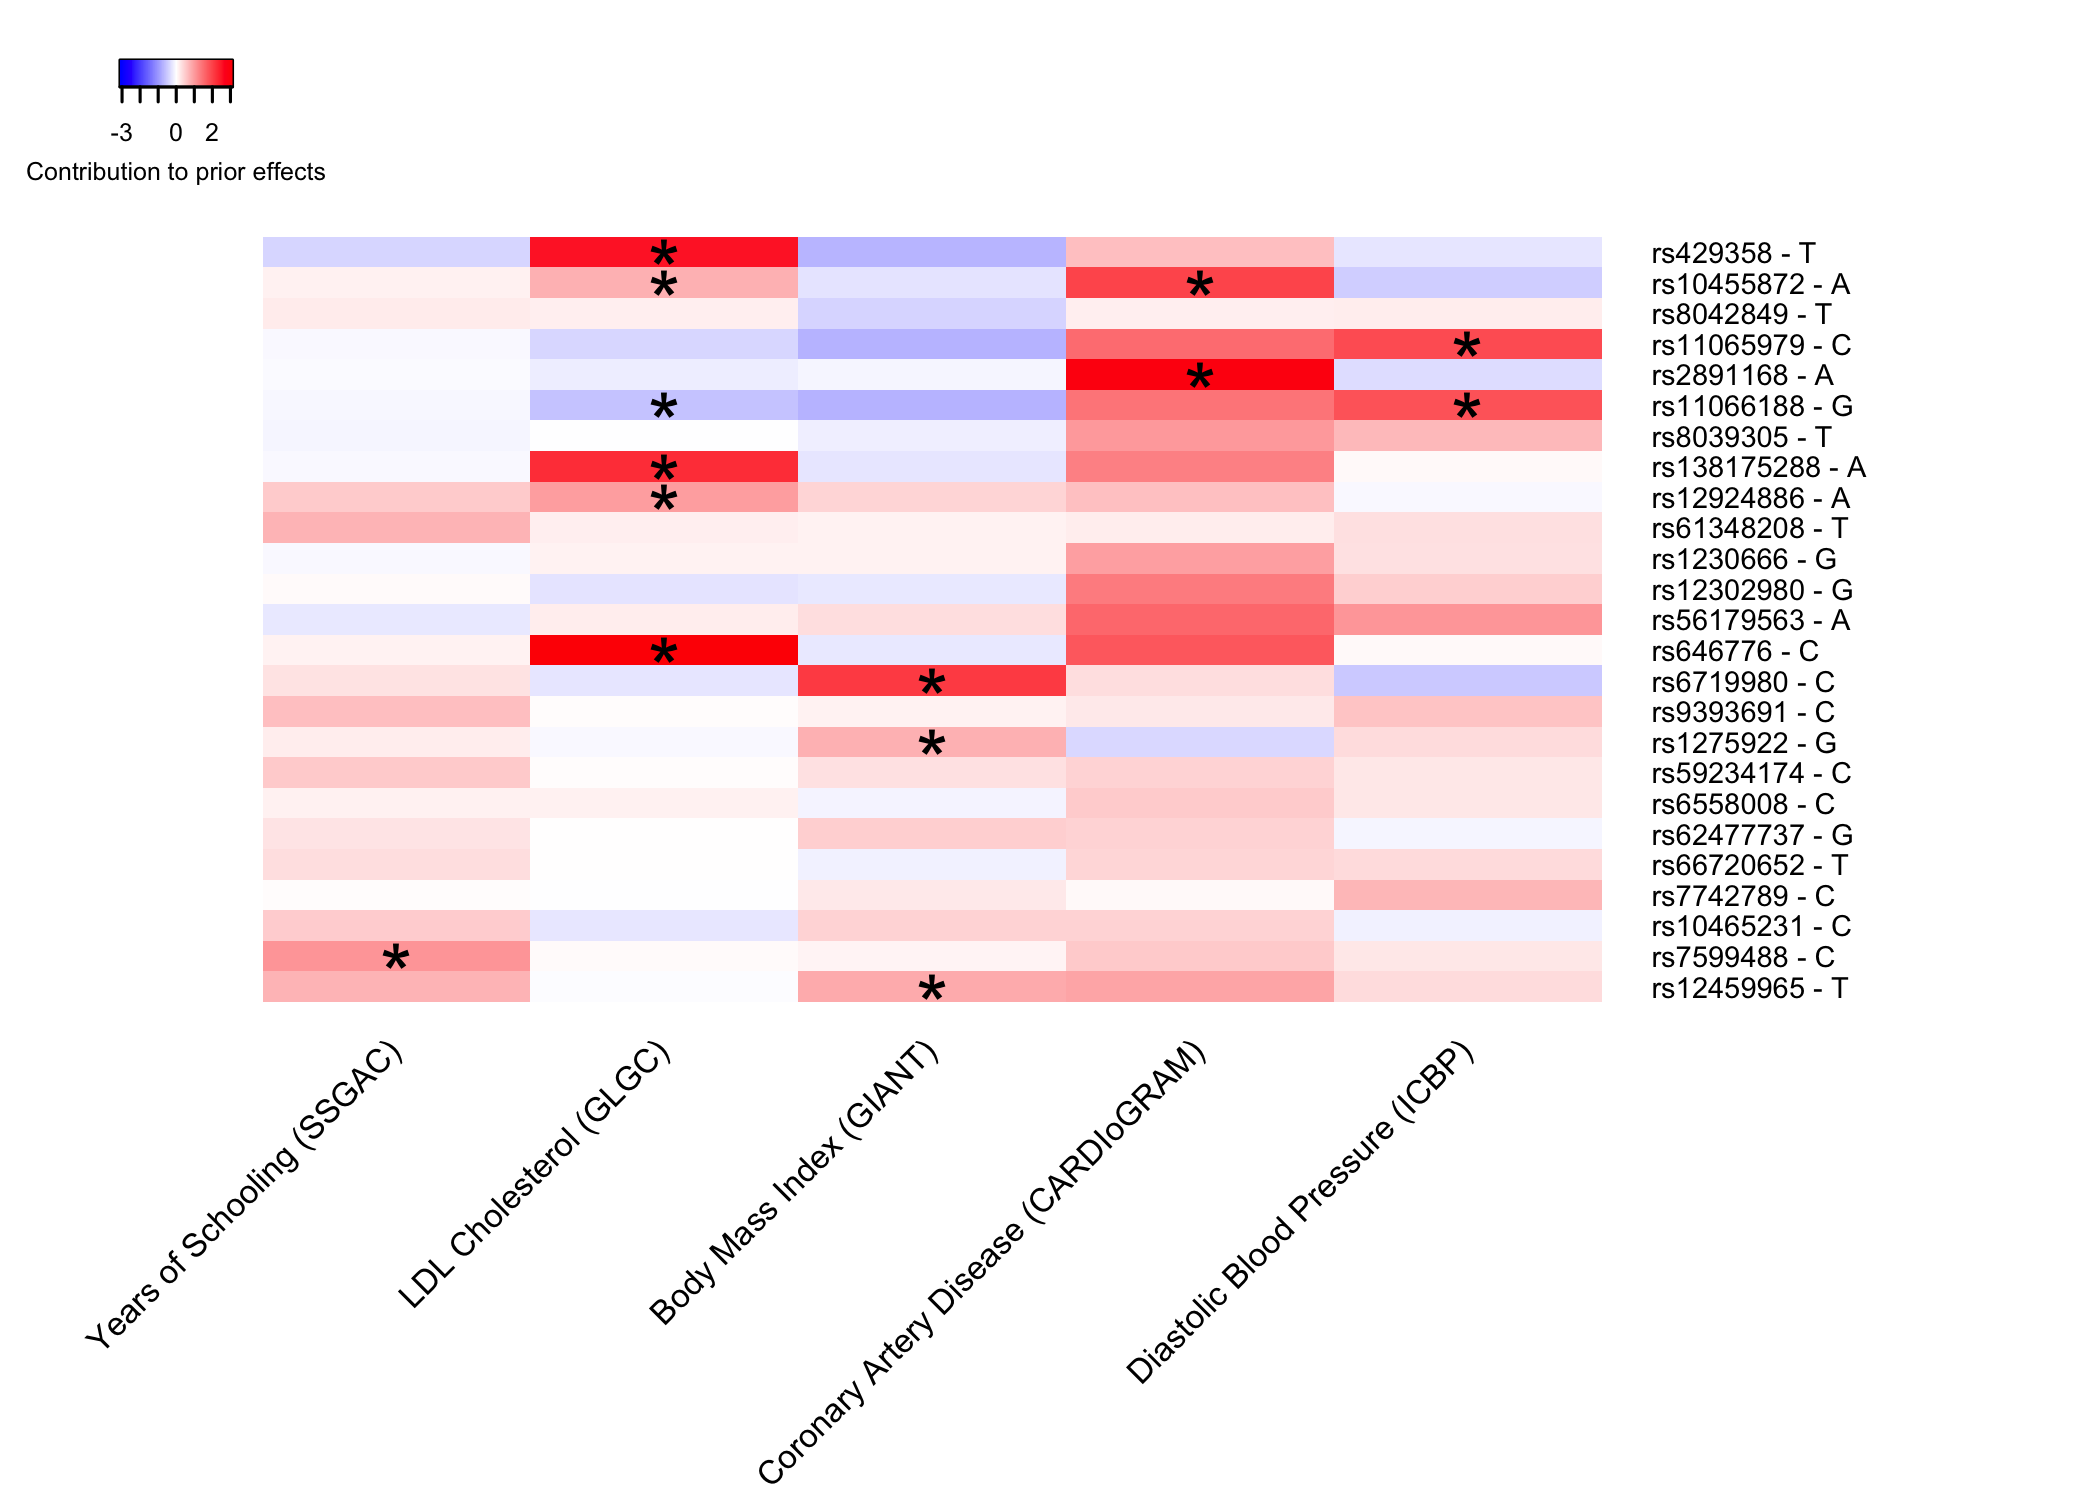 -3 0 2
Contribution to prior effects
*
rs429358 - T
* *
rs10455872 - A
rs8042849 - T
*
rs11065979 - C
*
rs2891168 - A
* *
rs11066188 - G
rs8039305 - T
*
rs138175288 - A
*
rs12924886 - A
rs61348208 - T
rs1230666 - G
rs12302980 - G
rs56179563 - A
*
rs646776 - C
*
rs6719980 - C
rs9393691 - C
*
rs1275922 - G
rs59234174 - C
rs6558008 - C
rs62477737 - G
rs66720652 - T
rs7742789 - C
rs10465231 - C
*
rs7599488 - C
*
rs12459965 - T
Years of Schooling (SSGAC)
LDL Cholesterol (GLGC)
Body Mass Index (GIANT)
Coronary Artery Disease (CARDIoGRAM)
Diastolic Blood Pressure (ICBP)